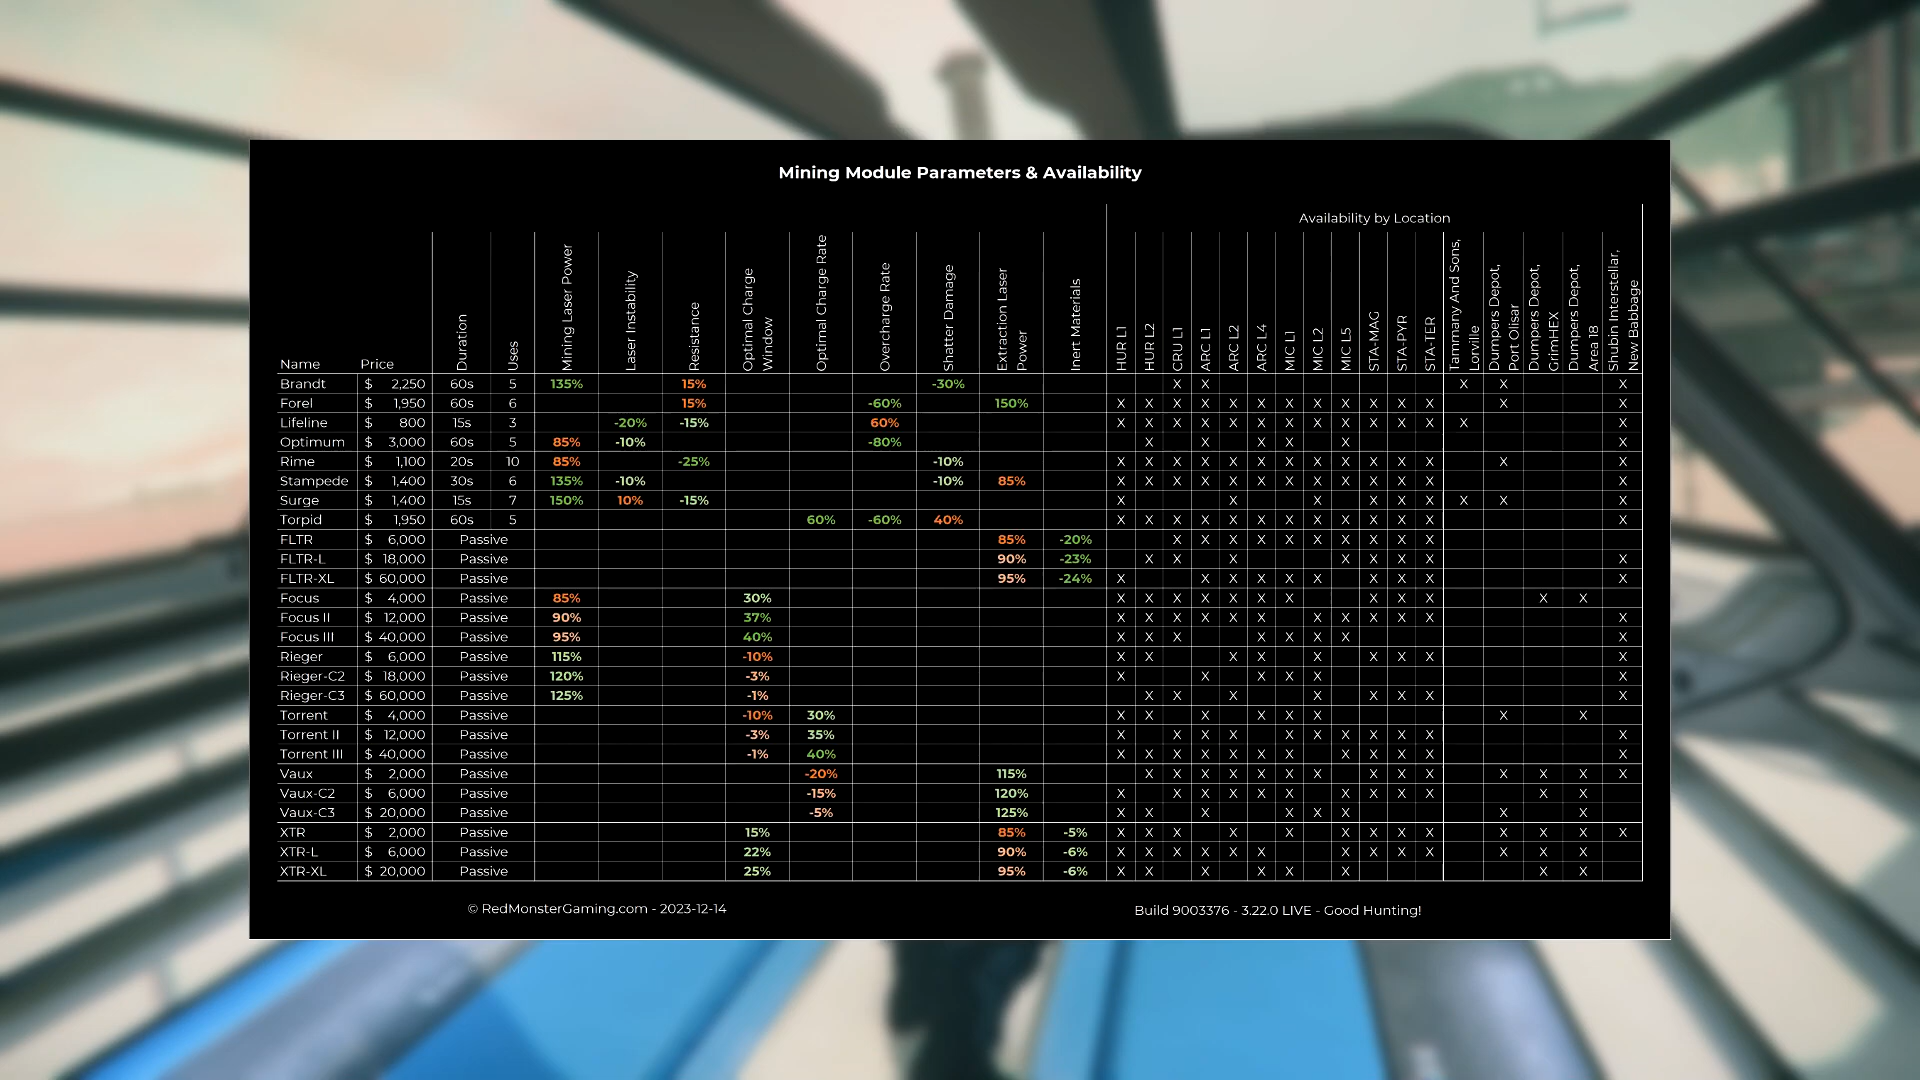 Mining Module Parameters & Availability
Availability by Location
Name Price Duration Uses Mining Laser Power Laser Instability Resistance Optimal Charge Window Optimal Charge Rate Overcharge Rate Shatter Damage Extraction Laser Power Inert Materials HUR L1 HUR L2 CRU L1 ARC L1 ARC L2 ARC L4 MIC L1 MIC L2 MIC L5 STA-MAG STA-PYR STA-TER Tammany And Sons, Lorville Dumpers Depot, Port Olisar Dumpers Depot, GrimHEX Dumpers Depot, Area 18 Shubin Interstellar, New Babbage
Brandt $ 2,250 60s 5 135% 15% -30% X X X X X
Forel $ 1,950 60s 6 15% -60% 150% X X X X X X X X X X X X X X
Lifeline $ 800 15s 3 -20% -15% 60% X X X X X X X X X X X X X X
Optimum $ 3,000 60s 5 85% -10% -80% X X X X X X
Rime $ 1,100 20s 10 85% -25% -10% X X X X X X X X X X X X X X
Stampede $ 1,400 30s 6 135% -10% -10% 85% X X X X X X X X X X X X X
Surge $ 1,400 15s 7 150% 10% -15% X X X X X X X X X
Torpid $ 1,950 60s 5 60% -60% 40% X X X X X X X X X X X X X
FLTR $ 6,000 Passive 85% -20% X X X X X X X X X X
FLTR-L $ 18,000 Passive 90% -23% X X X X X X X X
FLTR-XL $ 60,000 Passive 95% -24% X X X X X X X X X X
Focus $ 4,000 Passive 85% 30% X X X X X X X X X X X X
Focus II $ 12,000 Passive 90% 37% X X X X X X X X X X X X
Focus III $ 40,000 Passive 95% 40% X X X X X X X X
Rieger $ 6,000 Passive 115% -10% X X X X X X X X X
Rieger-C2 $ 18,000 Passive 120% -3% X X X X X X
Rieger-C3 $ 60,000 Passive 125% -1% X X X X X X X X
Torrent $ 4,000 Passive -10% 30% X X X X X X X X
Torrent II $ 12,000 Passive -3% 35% X X X X X X X X X X X
Torrent III $ 40,000 Passive -1% 40% X X X X X X X X X X X X
Vaux $ 2,000 Passive -20% 115% X X X X X X X X X X X X X X
Vaux-C2 $ 6,000 Passive -15% 120% X X X X X X X X X X X X
Vaux-C3 $ 20,000 Passive -5% 125% X X X X X X X X
XTR $ 2,000 Passive 15% 85% -5% X X X X X X X X X X X X X
XTR-L $ 6,000 Passive 22% 90% -6% X X X X X X X X X X X X X
XTR-XL $ 20,000 Passive 25% 95% -6% X X X X X X X X
© RedMonsterGaming.com - 2023-12-14
Build 9003376 - 3.22.0 LIVE - Good Hunting!